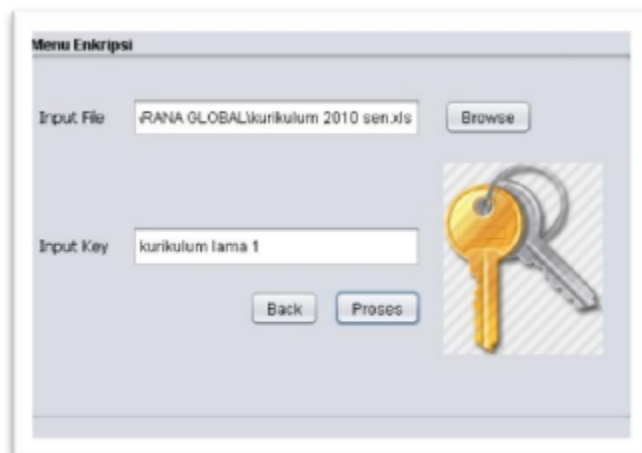 Menu Enkripsi
Input File
RANA GLOBAL\kurikulum 2010 sen.xls
Browse
Input Key
kurikulum lama 1
Back
Proses